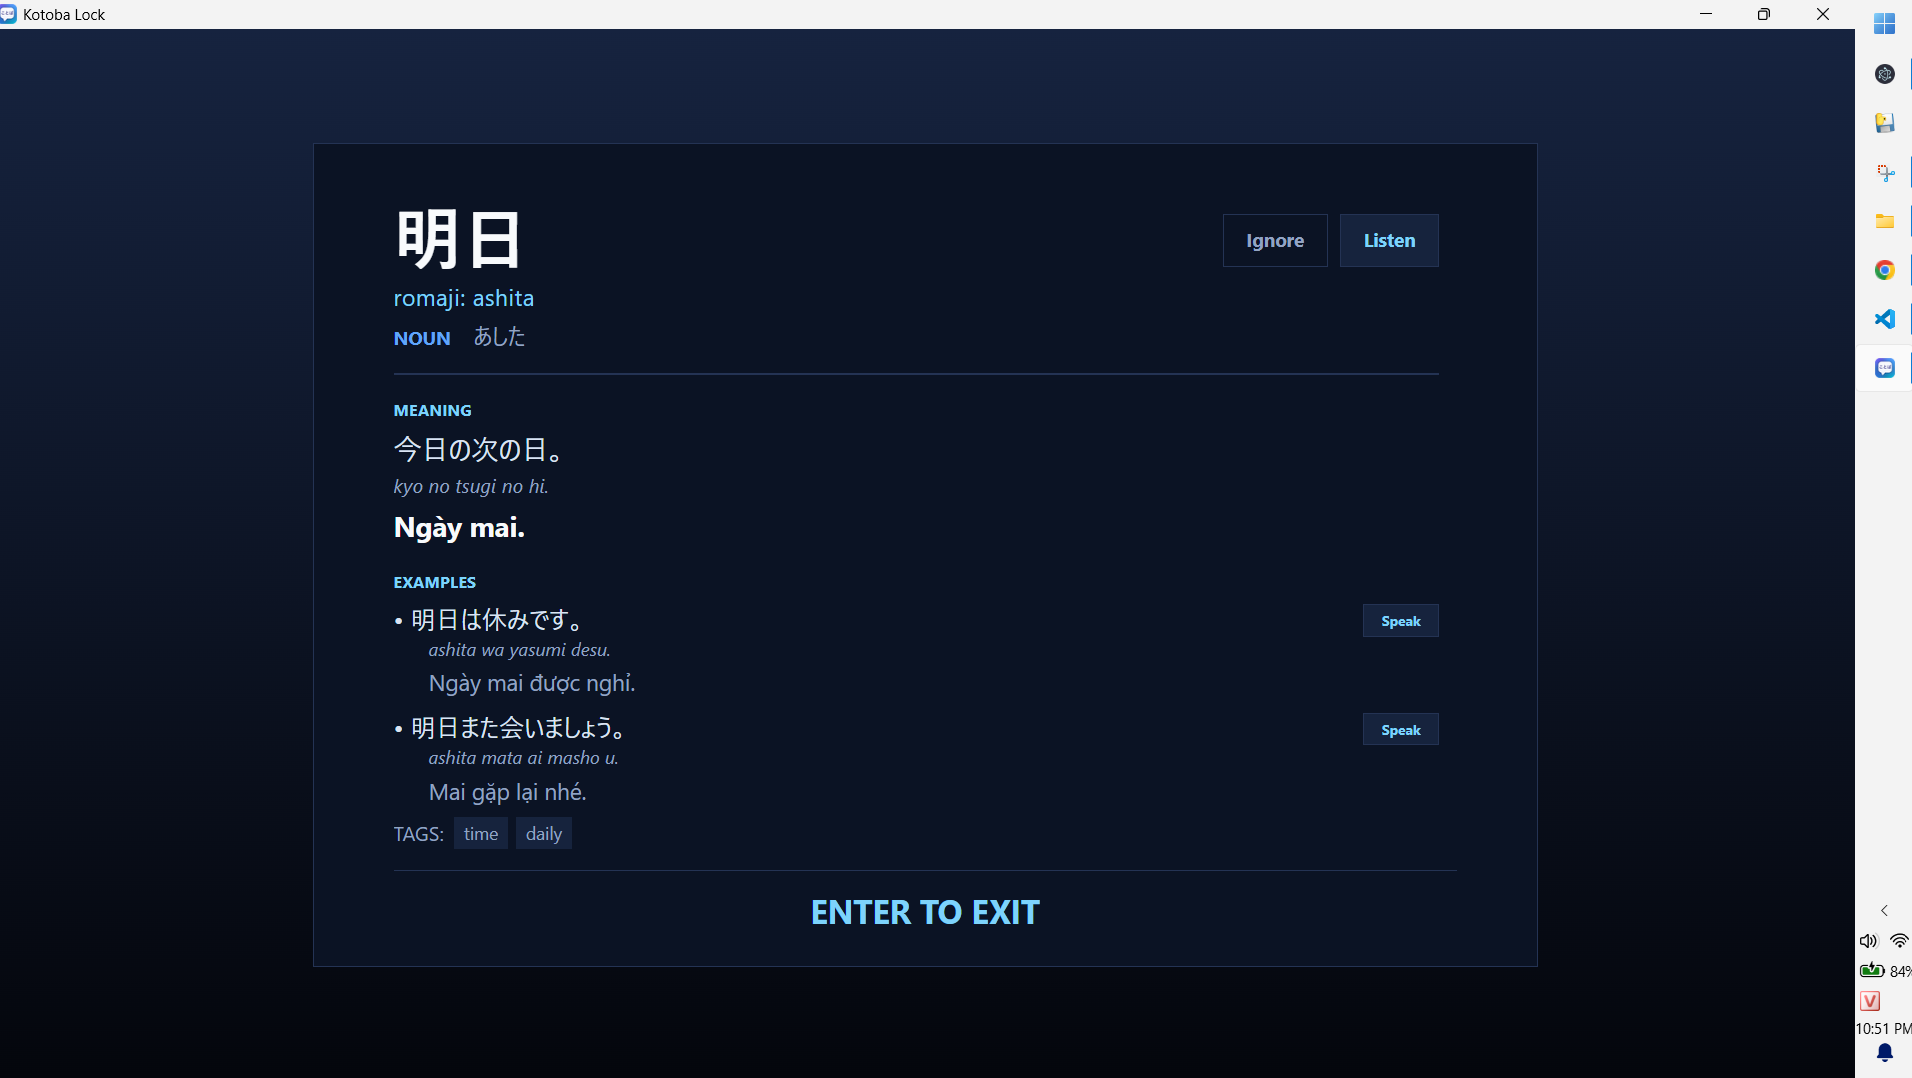 Kotoba Lock
明日
Ignore
Listen
romaji: ashita
NOUN あした
MEANING
今日の次の日。
kyo no tsugi no hi.
Ngày mai.
EXAMPLES
• 明日は休みです。
Speak
ashita wa yasumi desu.
Ngày mai được nghỉ.
• 明日また会いましょう。
Speak
ashita mata ai masho u.
Mai gặp lại nhé.
TAGS: time daily
ENTER TO EXIT
84%
V
10:51 PM